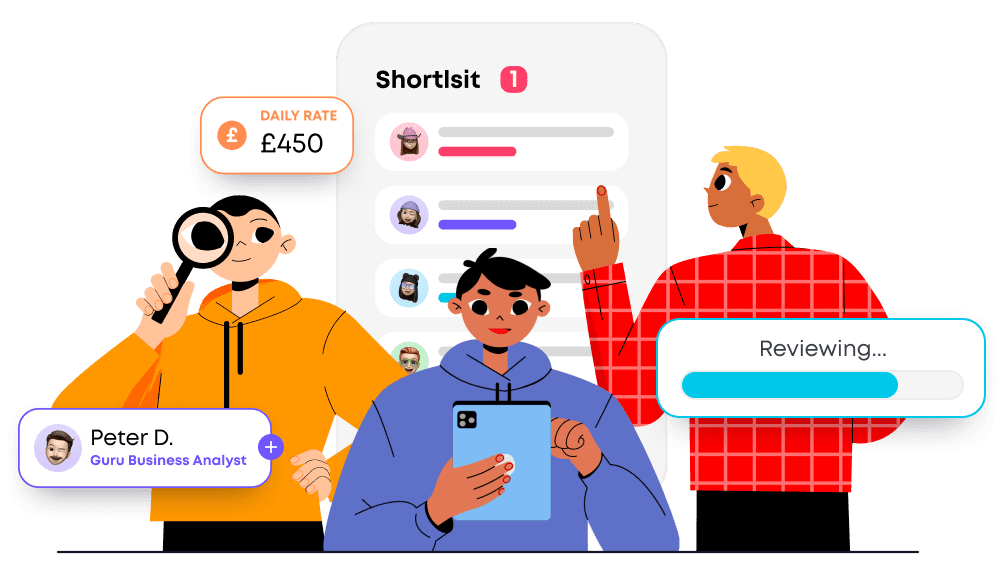 Shortlsit 1
DAILY RATE
£ £450
Reviewing...
Peter D.
Guru Business Analyst